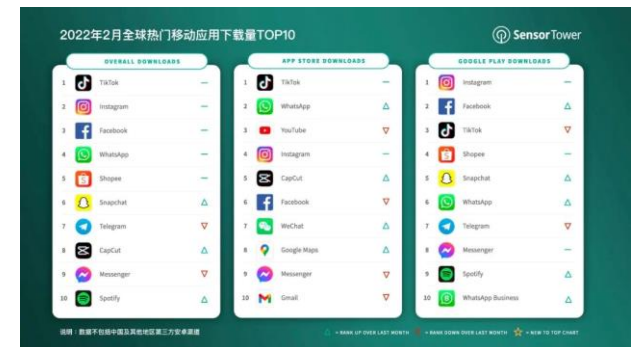 2022年2月全球热门移动应用下载量TOP10
SensorTower
OVERALL DOWNLOADS
1 TikTok
2 Instagram
3 Facebook
4 WhatsApp
5 Shopee
6 Snapchat
7 Telegram
8 CapCut
9 Messenger
10 Spotify
APP STORE DOWNLOADS
1 TikTok
2 WhatsApp
3 YouTube
4 Instagram
5 CapCut
6 Facebook
7 WeChat
8 Google Maps
9 Messenger
10 Gmail
GOOGLE PLAY DOWNLOADS
1 Instagram
2 Facebook
3 TikTok
4 Shopee
5 Snapchat
6 WhatsApp
7 Telegram
8 Messenger
9 Spotify
10 WhatsApp Business
说明：数据不包括中国及其他地区第三方安卓渠道
= RANK UP OVER LAST MONTH = RANK DOWN OVER LAST MONTH = NEW TO TOP CHART